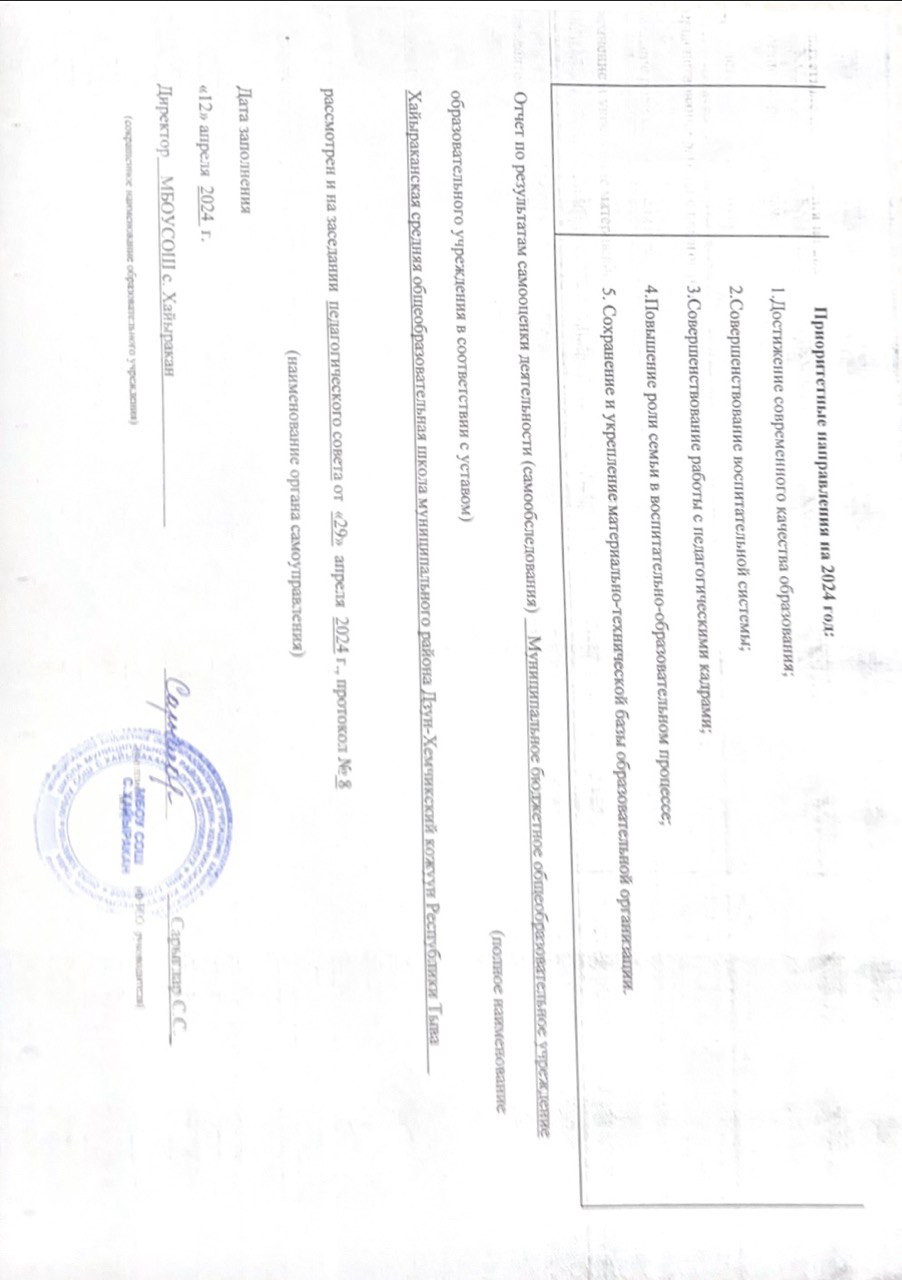 Приоритетные направления на 2024 год:
1.Достижение современного качества образования;
2.Совершенствование воспитательной системы;
3.Совершенствование работы с педагогическими кадрами;
4.Повышение роли семьи в воспитательно-образовательном процессе;
5. Сохранение и укрепление материально-технической базы образовательной организации.
Отчет по результатам самооценки деятельности (самообследования) Муниципальное бюджетное общеобразовательное учреждение
(полное наименование
образовательного учреждения в соответствии с уставом)
Хайыраканская средняя общеобразовательная школа муниципального района Дзун-Хемчикский кожуун Республики Тыва
рассмотрен и на заседании педагогического совета от «29» апреля 2024 г., протокол № 8
(наименование органа самоуправления)
Дата заполнения
«12» апреля 2024 г.
Директор МБОУСОШ с. Хайыракан Сарыглар С.С.
(сокращенное наименование образовательного учреждения) руководителя)
МБОУ СОШ
С. ХАЙЫРАКАН